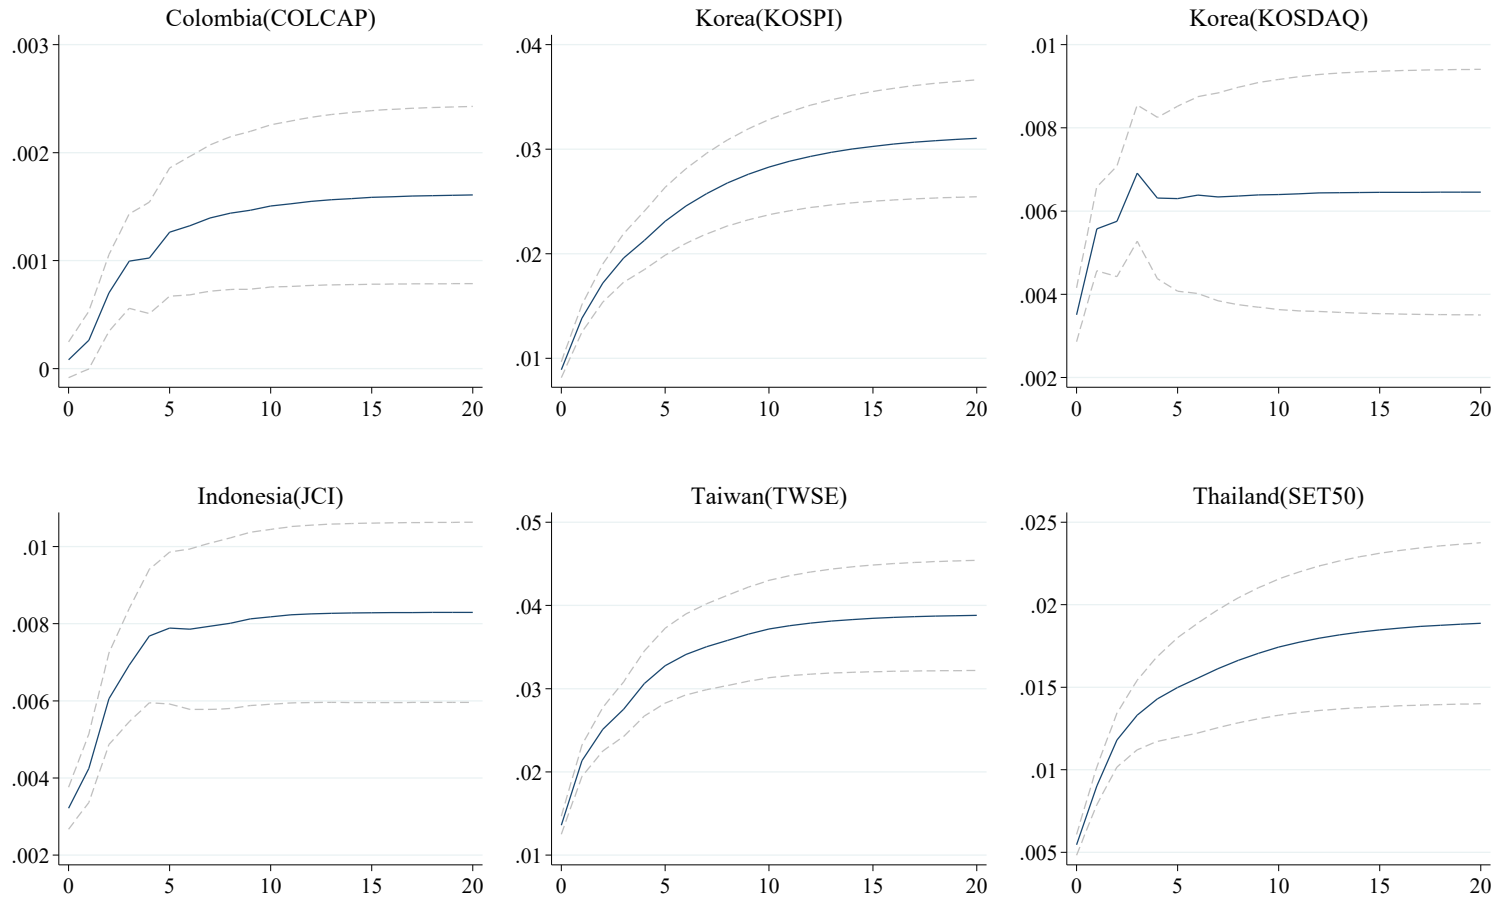 Colombia(COLCAP)
.003
.002
.001
0
0 5 10 15 20
Korea(KOSPI)
.04
.03
.02
.01
0 5 10 15 20
Korea(KOSDAQ)
.01
.008
.006
.004
.002
0 5 10 15 20
Indonesia(JCI)
.01
.008
.006
.004
.002
0 5 10 15 20
Taiwan(TWSE)
.05
.04
.03
.02
.01
0 5 10 15 20
Thailand(SET50)
.025
.02
.015
.01
.005
0 5 10 15 20